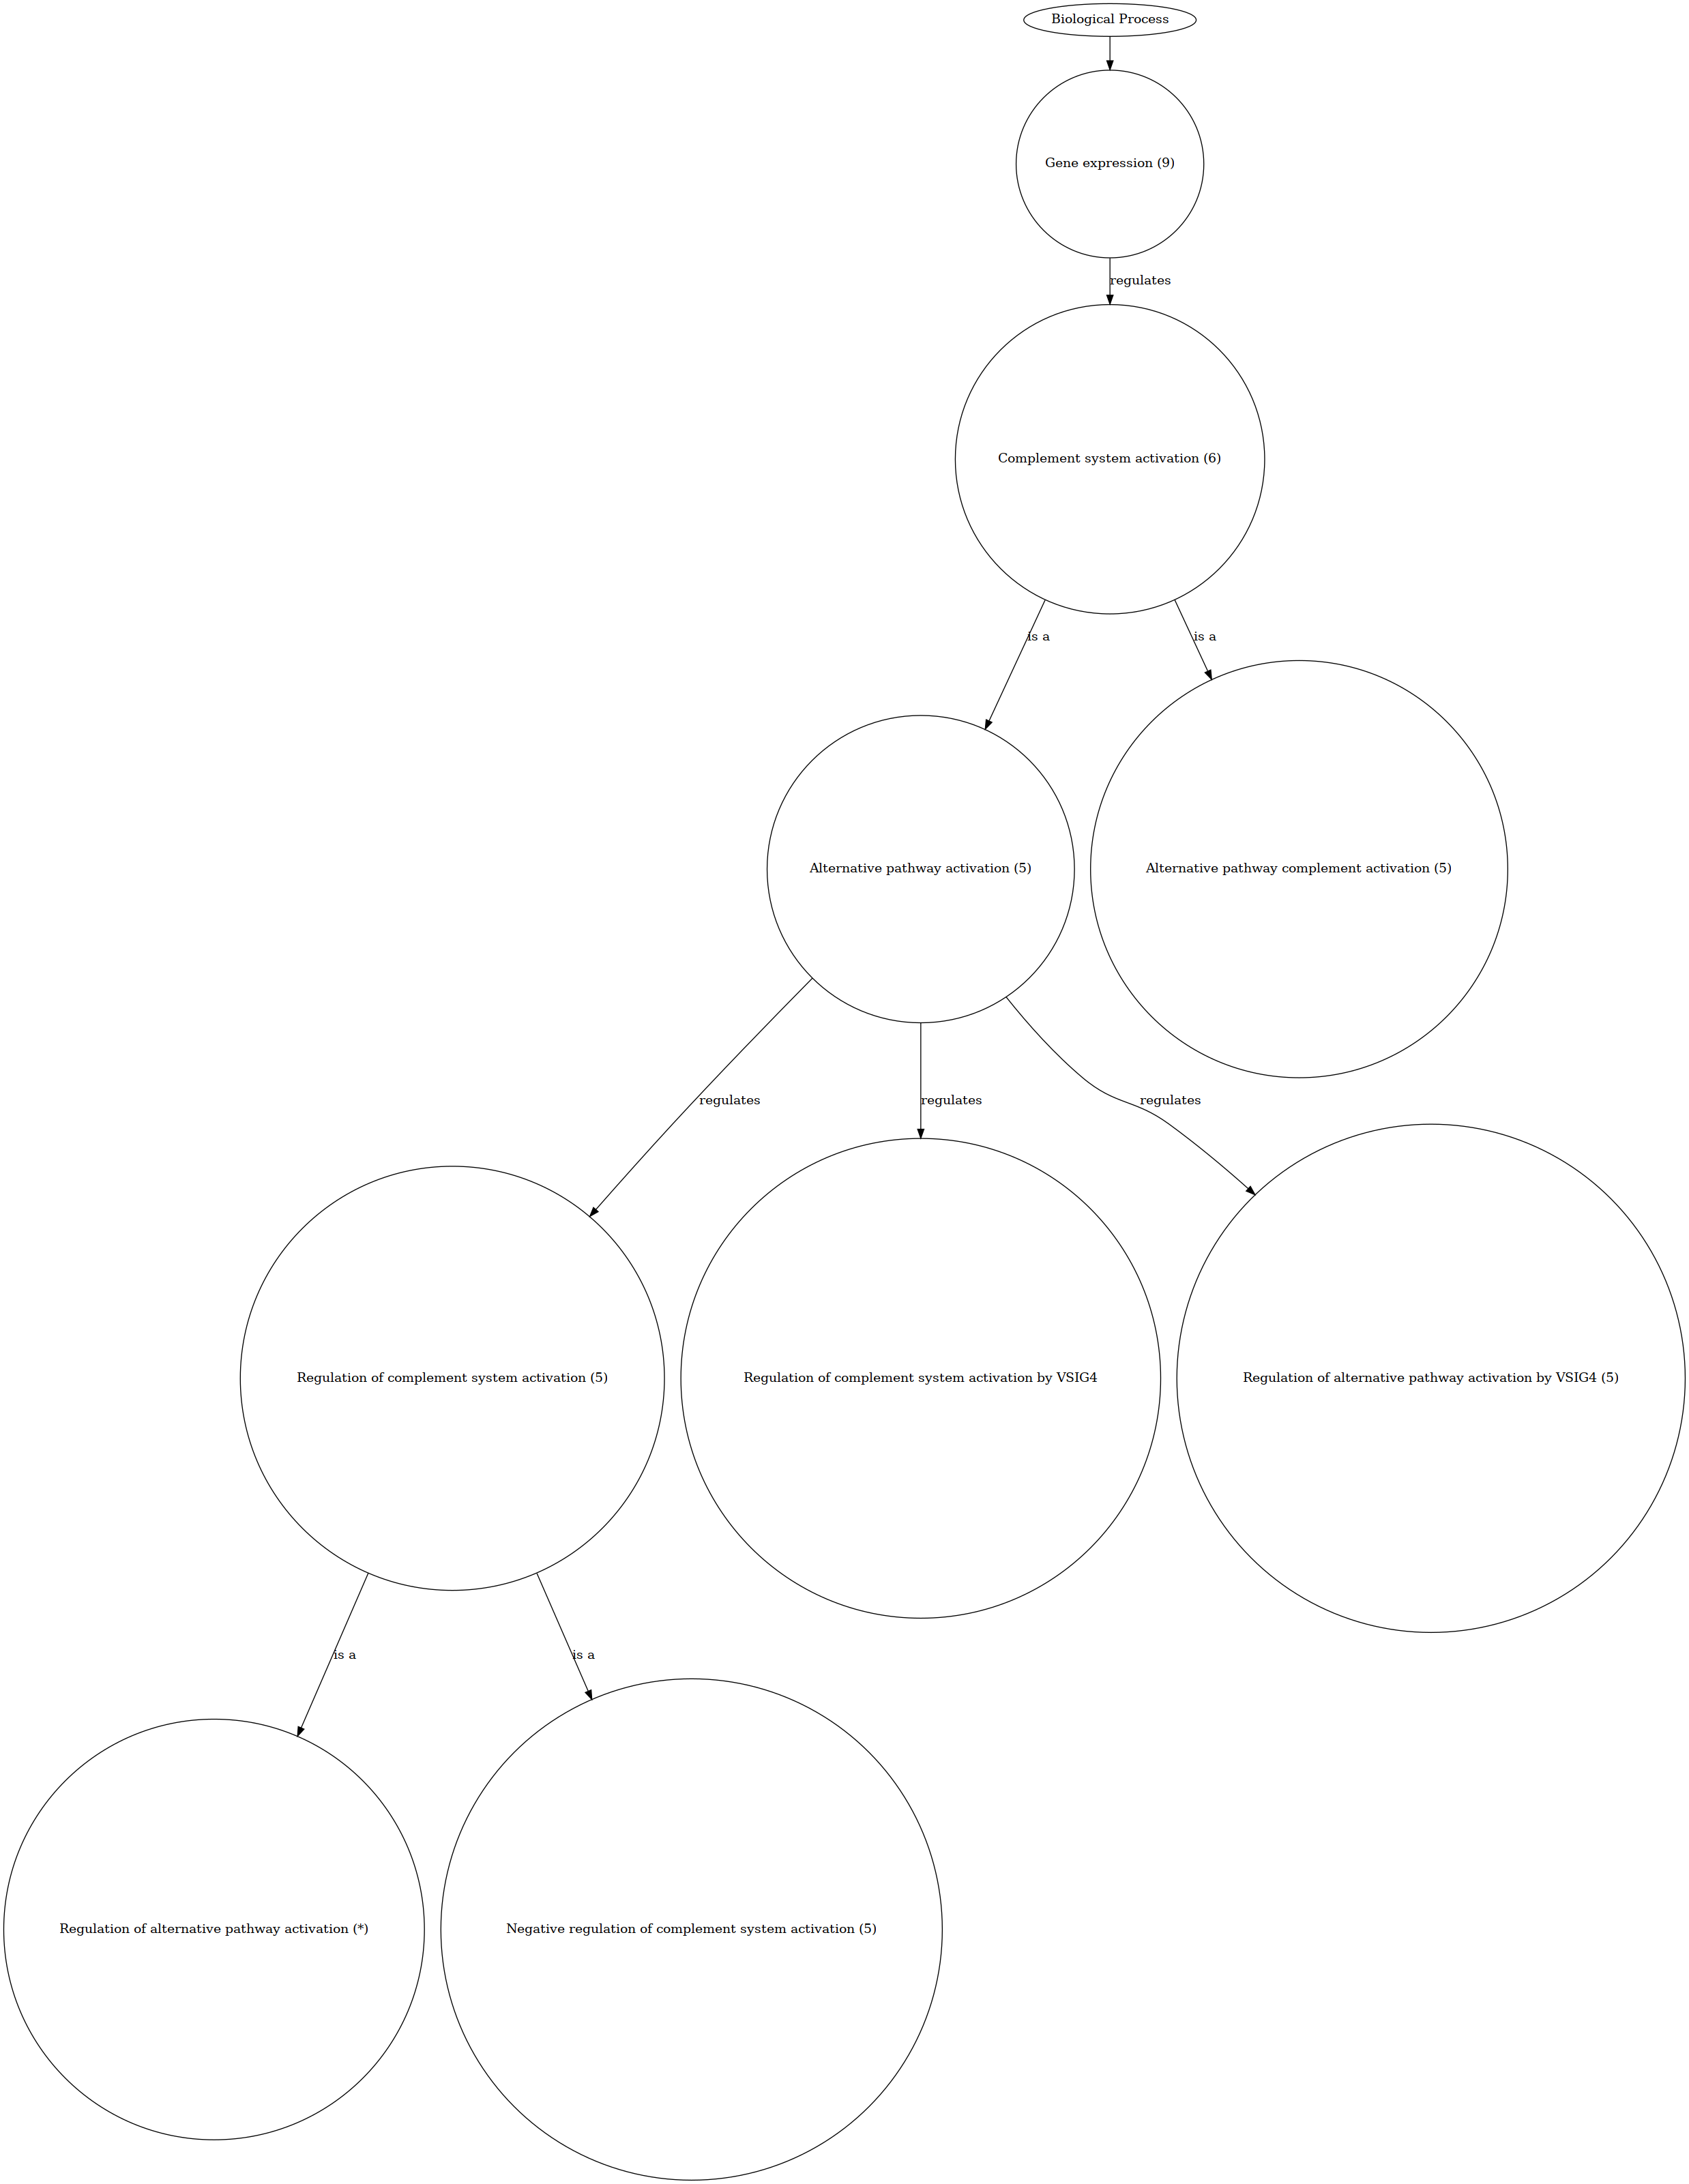 Biological Process
Gene expression (9)
regulates
Complement system activation (6)
is a
is a
Alternative pathway activation (5)
Alternative pathway complement activation (5)
regulates
regulates
regulates
Regulation of complement system activation (5)
Regulation of complement system activation by VSIG4
Regulation of alternative pathway activation by VSIG4 (5)
is a
is a
Regulation of alternative pathway activation (*)
Negative regulation of complement system activation (5)